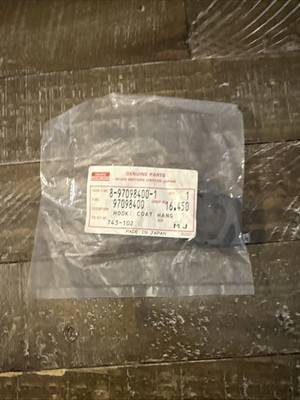 GENUINE PARTS
ISUZU MOTORS LIMITED JAPAN
8-97098400-1 1
97098400 16.450
HOOK; COAT HANG
745-102 MJ
MADE IN JAPAN